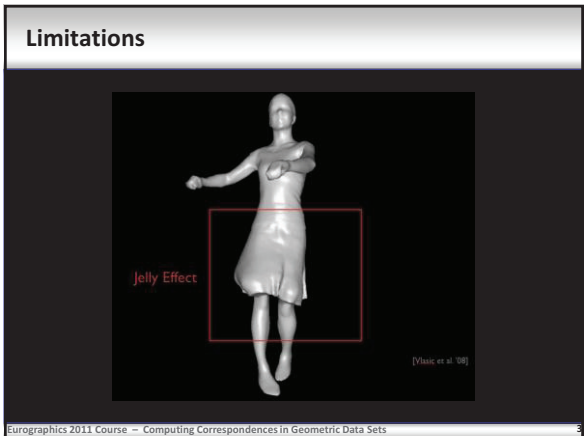 Limitations
Jelly Effect
[Vlasic et al. '08]
Eurographics 2011 Course – Computing Correspondences in Geometric Data Sets